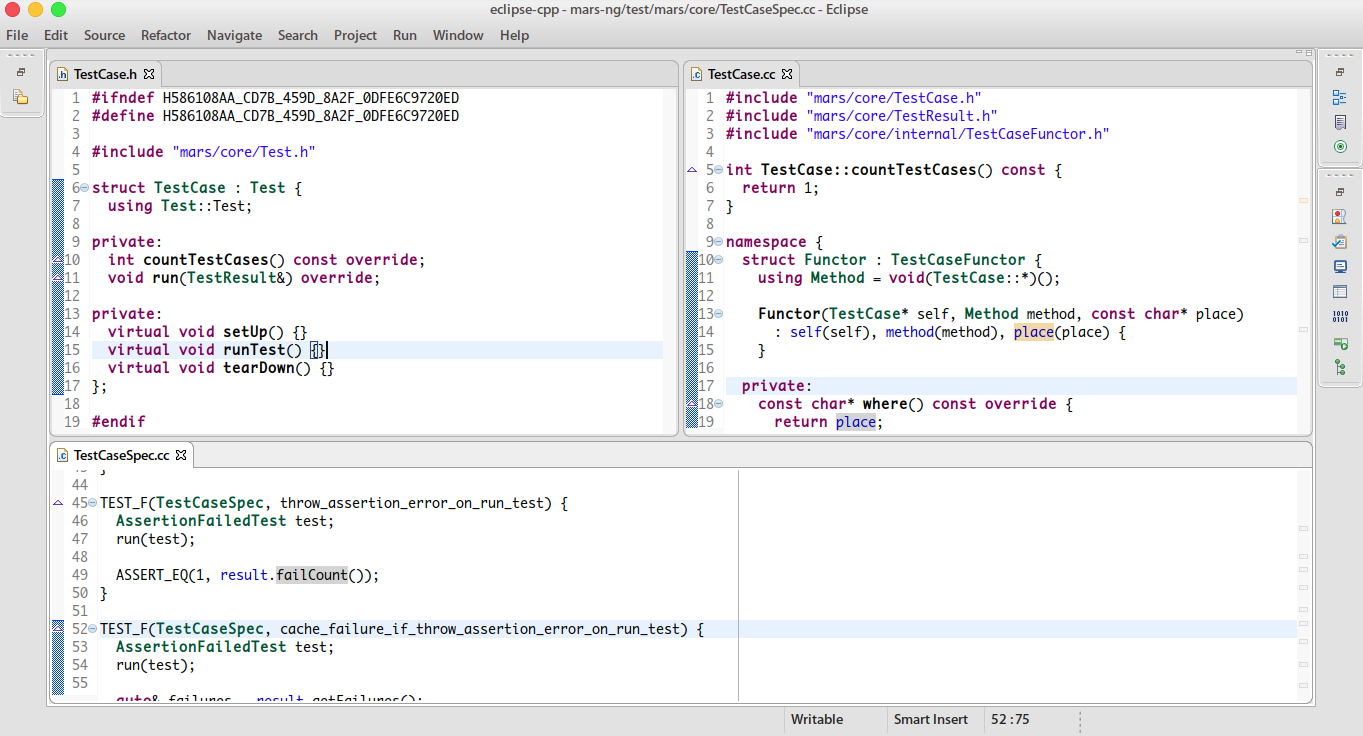 eclipse-cpp - mars-ng/test/mars/core/TestCaseSpec.cc - Eclipse
File Edit Source Refactor Navigate Search Project Run Window Help
TestCase.h
1 #ifndef H586108AA_CD7B_459D_8A2F_0DFE6C9720ED
2 #define H586108AA_CD7B_459D_8A2F_0DFE6C9720ED
3
4 #include "mars/core/Test.h"
5
6 struct TestCase : Test {
7   using Test::Test;
8
9 private:
10   int countTestCases() const override;
11   void run(TestResult&) override;
12
13 private:
14   virtual void setUp() {}
15   virtual void runTest() {}
16   virtual void tearDown() {}
17 };
18
19 #endif
TestCase.cc
1 #include "mars/core/TestCase.h"
2 #include "mars/core/TestResult.h"
3 #include "mars/core/internal/TestCaseFunctor.h"
4
5 int TestCase::countTestCases() const {
6   return 1;
7 }
8
9 namespace {
10   struct Functor : TestCaseFunctor {
11     using Method = void(TestCase::*)();
12
13     Functor(TestCase* self, Method method, const char* place)
14       : self(self), method(method), place(place) {
15     }
16
17   private:
18     const char* where() const override {
19       return place;
TestCaseSpec.cc
43 }
44
45 TEST_F(TestCaseSpec, throw_assertion_error_on_run_test) {
46   AssertionFailedTest test;
47   run(test);
48
49   ASSERT_EQ(1, result.failCount());
50 }
51
52 TEST_F(TestCaseSpec, cache_failure_if_throw_assertion_error_on_run_test) {
53   AssertionFailedTest test;
54   run(test);
55
auto& failures = result.getFailures();
Writable Smart Insert 52 : 75